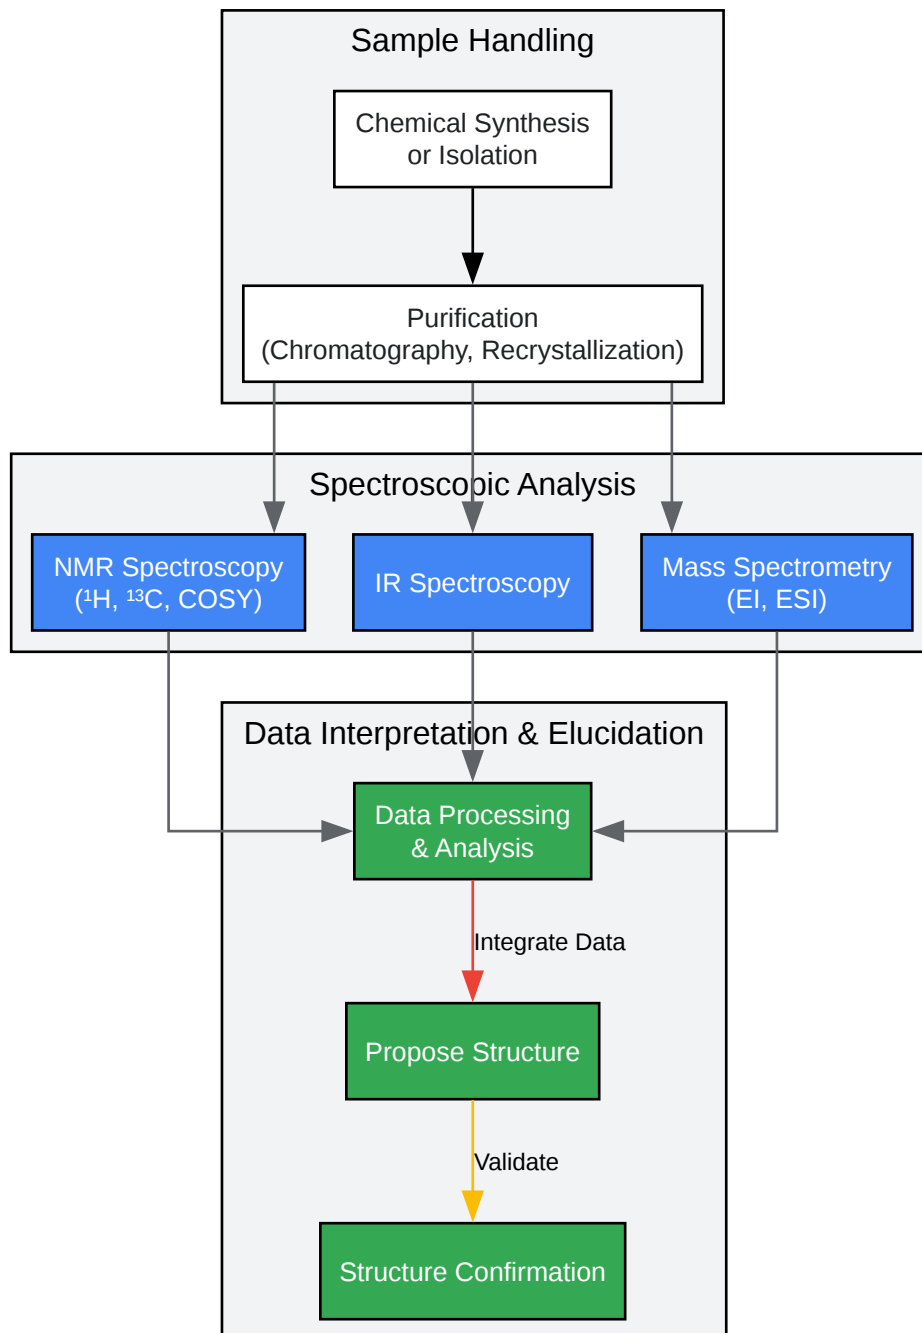 Sample Handling
Chemical Synthesis
or Isolation
Purification
(Chromatography, Recrystallization)
Spectroscopic Analysis
NMR Spectroscopy
(¹H, ¹³C, COSY)
IR Spectroscopy
Mass Spectrometry
(EI, ESI)
Data Interpretation & Elucidation
Data Processing
& Analysis
Integrate Data
Propose Structure
Validate
Structure Confirmation